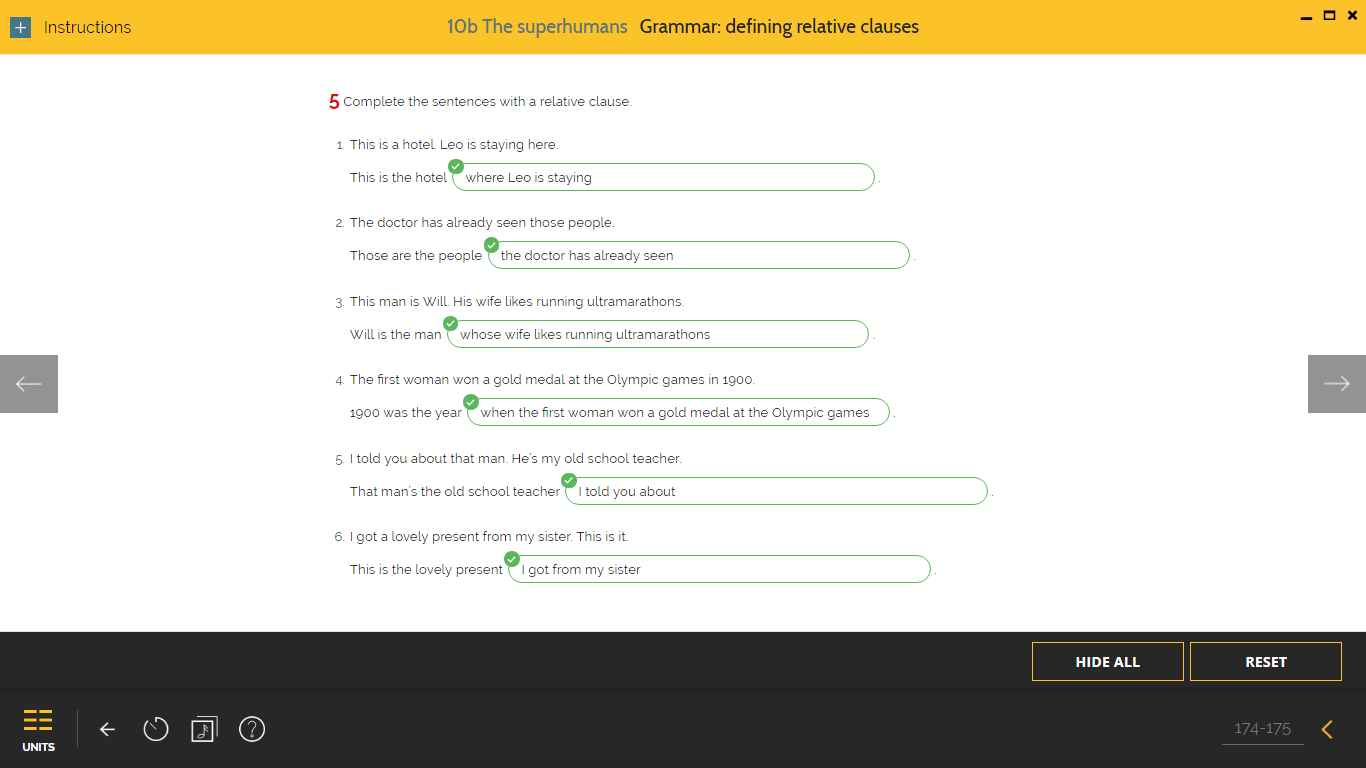 Instructions
10b The superhumans Grammar: defining relative clauses
5 Complete the sentences with a relative clause.
1. This is a hotel. Leo is staying here.
This is the hotel where Leo is staying.
2. The doctor has already seen those people.
Those are the people the doctor has already seen.
3. This man is Will. His wife likes running ultramarathons.
Will is the man whose wife likes running ultramarathons.
4. The first woman won a gold medal at the Olympic games in 1900.
1900 was the year when the first woman won a gold medal at the Olympic games.
5. I told you about that man. He's my old school teacher.
That man's the old school teacher I told you about.
6. I got a lovely present from my sister. This is it.
This is the lovely present I got from my sister.
HIDE ALL RESET
UNITS
174-175